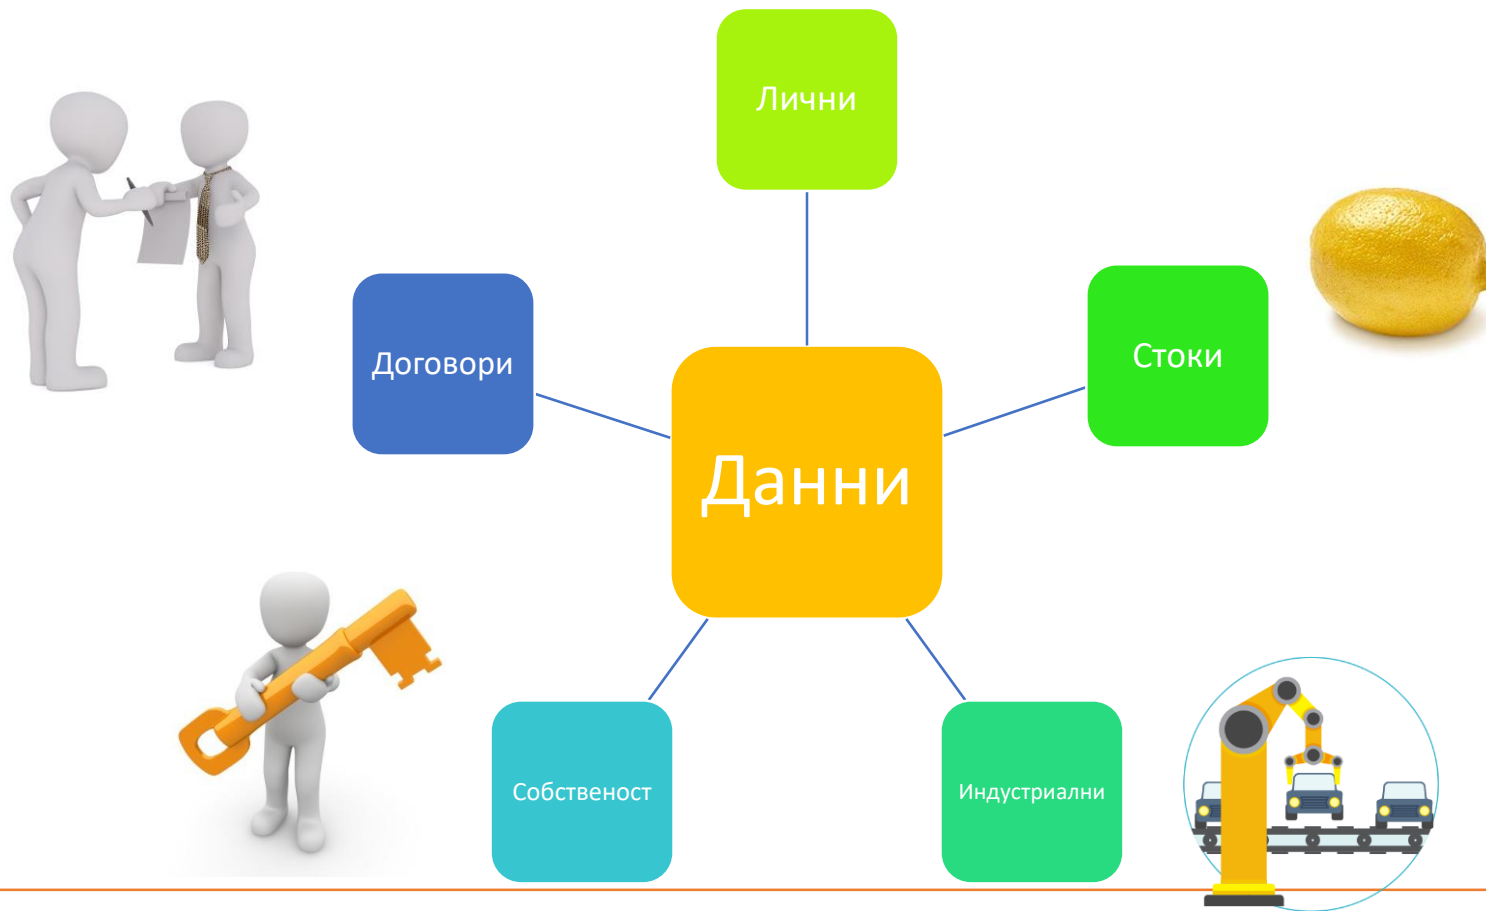 Лични
Договори
Стоки
Данни
Собственост
Индустриални